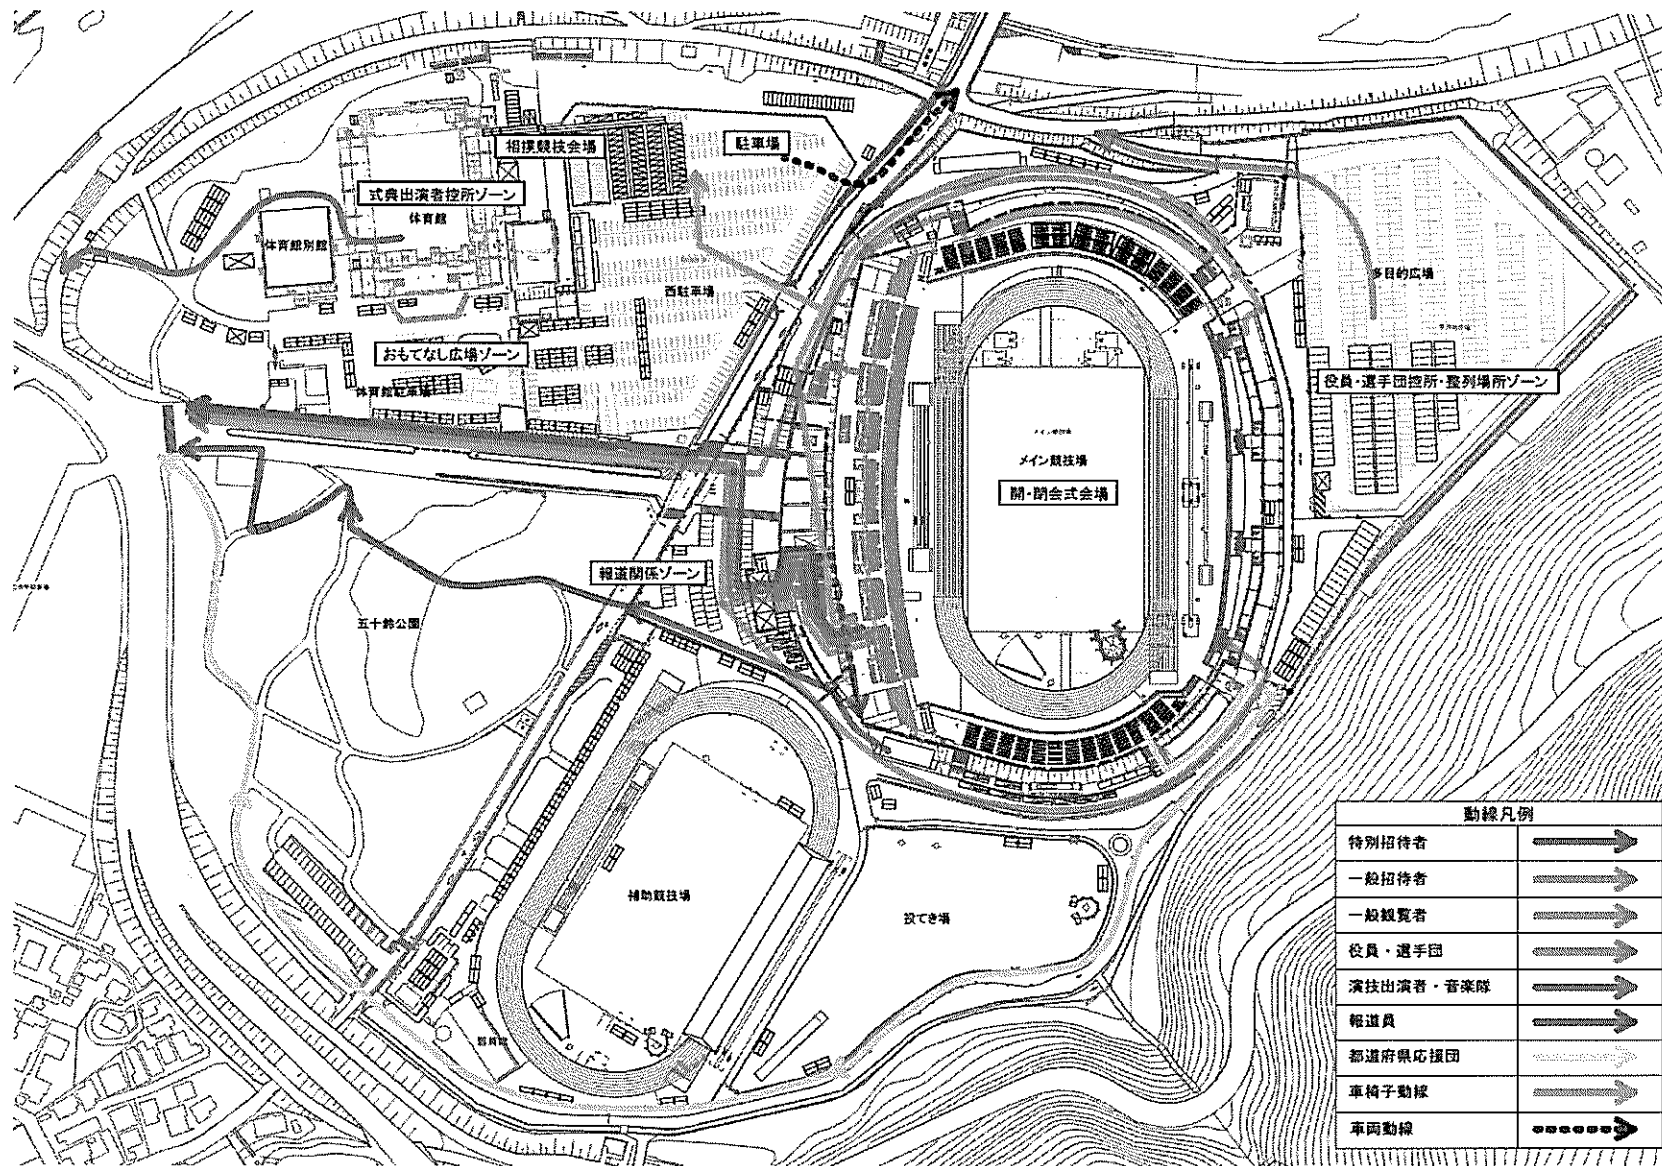 相撲競技会場
駐車場
式典出演者控所ゾーン
体育館
体育館別館
西駐車場
多目的広場
おもてなし広場ゾーン
体育館駐車場
役員・選手団控所・整列場所ゾーン
メイン競技場
開・閉会式会場
報道関係ゾーン
五十鈴公園
補助競技場
投てき場
動線凡例
特別招待者
一般招待者
一般観覧者
役員・選手団
演技出演者・音楽隊
報道員
都道府県応援団
車椅子動線
車両動線